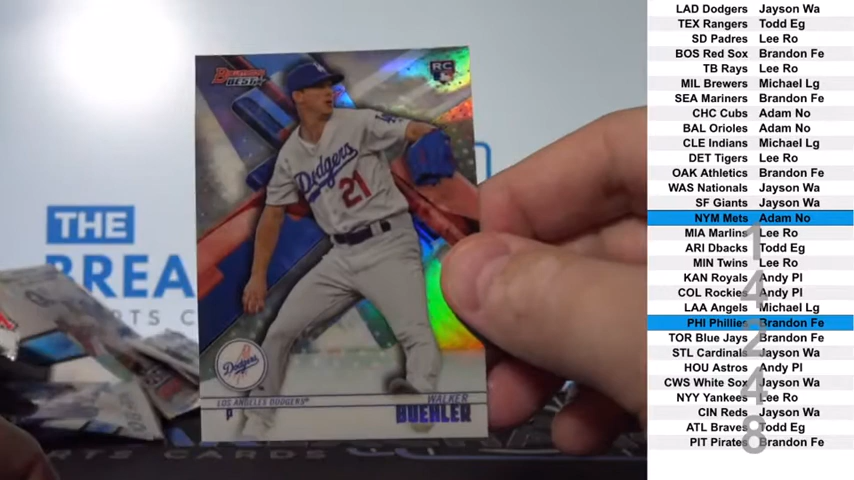 BOWMAN'S
BEST
RC
Dodgers
21
Dodgers
LOS ANGELES DODGERS
P
WALKER
BUEHLER
THE
BREA
RTS C
LAD Dodgers Jayson Wa
TEX Rangers Todd Eg
SD Padres Lee Ro
BOS Red Sox Brandon Fe
TB Rays Lee Ro
MIL Brewers Michael Lg
SEA Mariners Brandon Fe
CHC Cubs Adam No
BAL Orioles Adam No
CLE Indians Michael Lg
DET Tigers Lee Ro
OAK Athletics Brandon Fe
WAS Nationals Jayson Wa
SF Giants Jayson Wa
NYM Mets Adam No
MIA Marlins Lee Ro
ARI Dbacks Todd Eg
MIN Twins Lee Ro
KAN Royals Andy Pl
COL Rockies Andy Pl
LAA Angels Michael Lg
PHI Phillies Brandon Fe
TOR Blue Jays Brandon Fe
STL Cardinals Jayson Wa
HOU Astros Andy Pl
CWS White Sox Jayson Wa
NYY Yankees Lee Ro
CIN Reds Jayson Wa
ATL Braves Todd Eg
PIT Pirates Brandon Fe
1
4
2
4
8